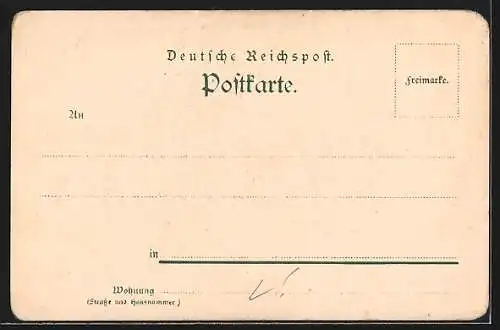 Deutſche Reichspoſt.
Poſtkarte.
Freimarke.
An
in
Wohnung
(Straße und Hausnummer)